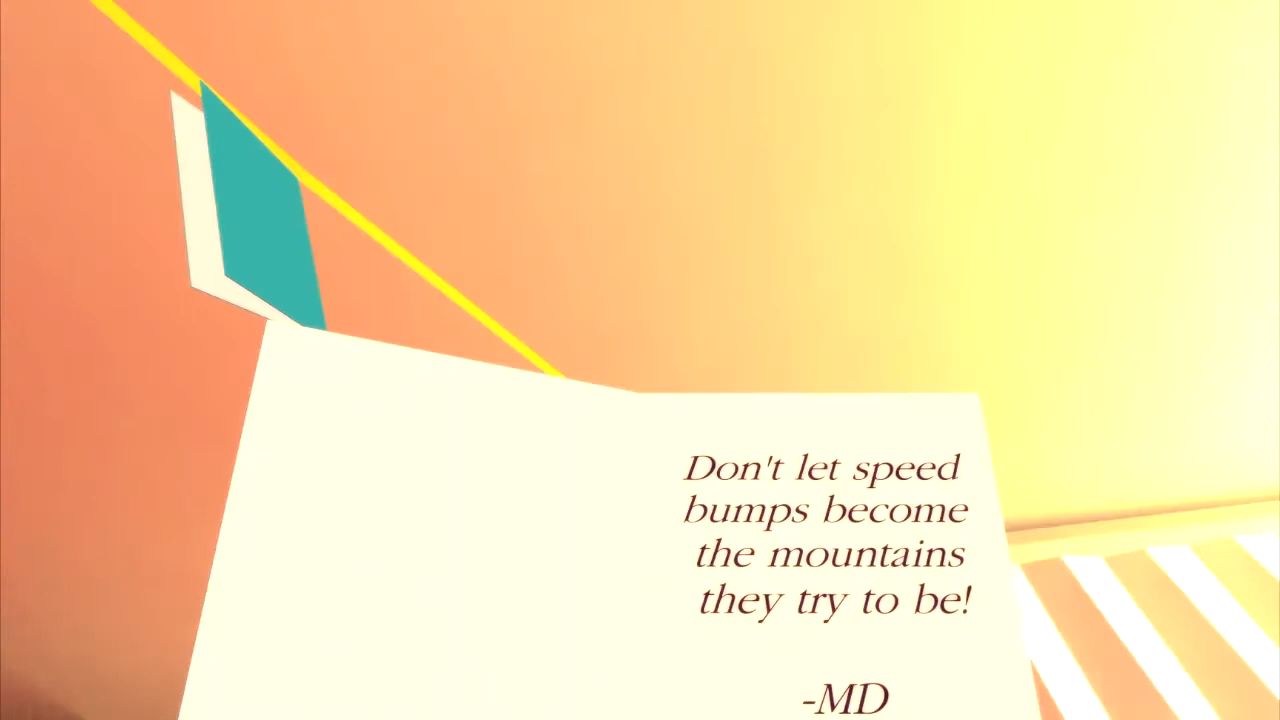 Don't let speed
bumps become
the mountains
they try to be!
-MD